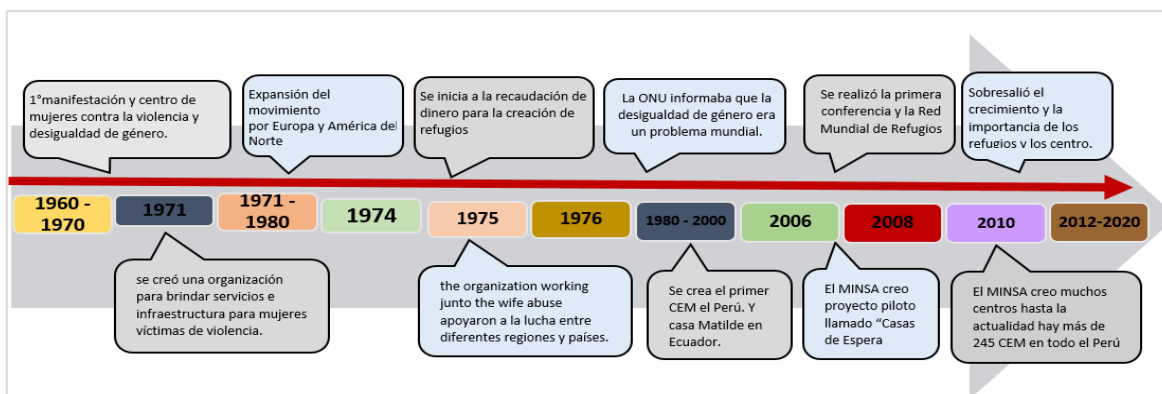 1°manifestación y centro de
mujeres contra la violencia y
desigualdad de género.
Expansión del
movimiento
por Europa y América del
Norte
Se inicia a la recaudación de
dinero para la creación de
refugios
La ONU informaba que la
desigualdad de género era
un problema mundial.
Se realizó la primera
conferencia y la Red
Mundial de Refugios
Sobresalió el
crecimiento y la
importancia de los
refugios y los centro.
1960 -
1970
1971
1971 -
1980
1974
1975
1976
1980 - 2000
2006
2008
2010
2012-2020
se creó una organización
para brindar servicios e
infraestructura para mujeres
víctimas de violencia.
the organization working
junto the wife abuse
apoyaron a la lucha entre
diferentes regiones y países.
Se crea el primer
CEM el Perú. Y
casa Matilde en
Ecuador.
El MINSA creo
proyecto piloto
llamado “Casas
de Espera
El MINSA creo muchos
centros hasta la
actualidad hay más de
245 CEM en todo el Perú